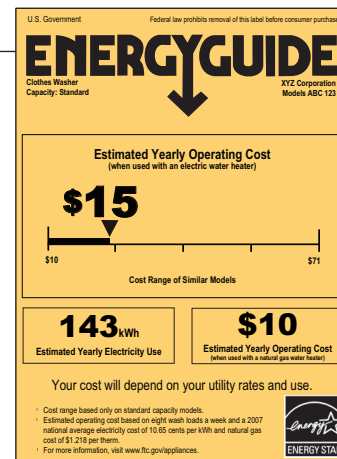 U.S. Government Federal law prohibits removal of this label before consumer purchase
ENERGYGUIDE
Clothes Washer
Capacity: Standard
XYZ Corporation
Models ABC 123
Estimated Yearly Operating Cost
(when used with an electric water heater)
$15
$10 $71
Cost Range of Similar Models
143kWh
Estimated Yearly Electricity Use
$10
Estimated Yearly Operating Cost
(when used with a natural gas water heater)
Your cost will depend on your utility rates and use.
Cost range based only on standard capacity models.
Estimated operating cost based on eight wash loads a week and a 2007
national average electricity cost of 10.65 cents per kWh and natural gas
cost of $1.218 per therm.
For more information, visit www.ftc.gov/appliances.
energy
ENERGY STA